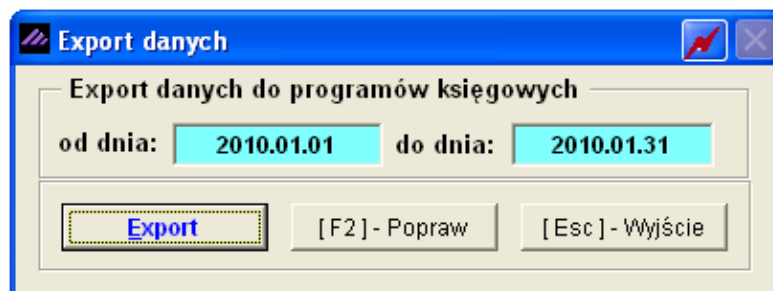 Export danych
Export danych do programów księgowych
od dnia: 2010.01.01 do dnia: 2010.01.31
Export [ F2 ] - Popraw [ Esc ] - Wyjście